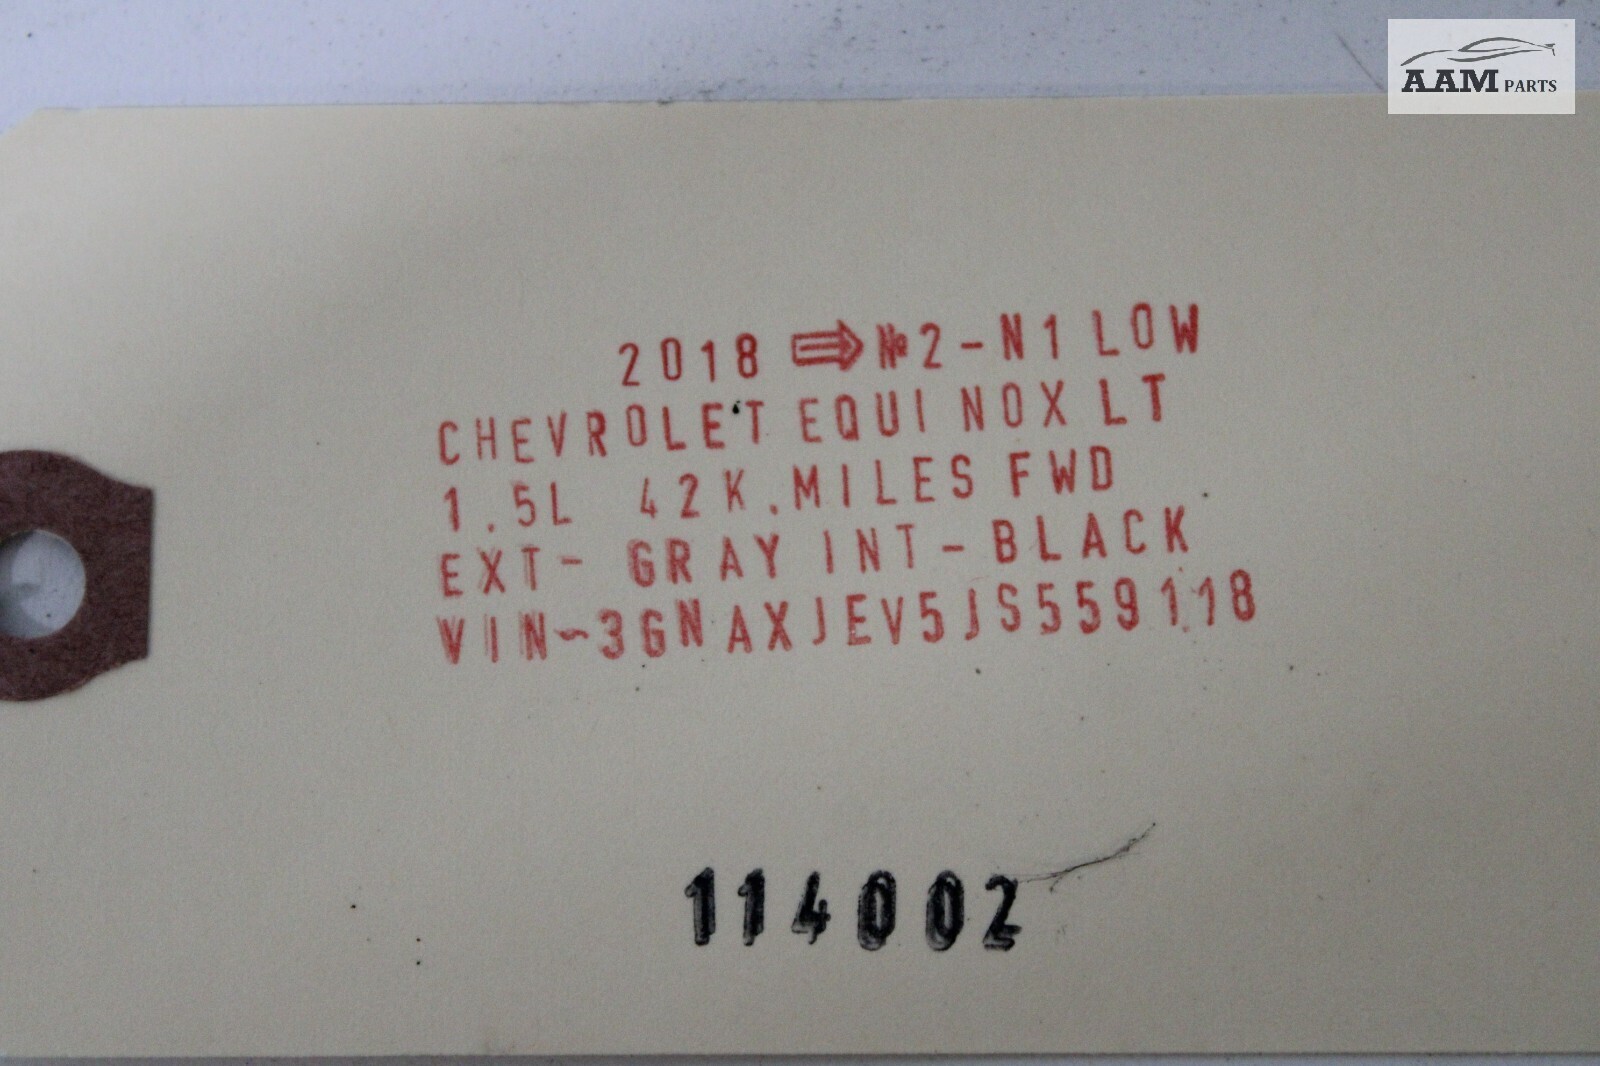 AAM PARTS
2018 ⇒ №2-N1 LOW
CHEVROLET EQUINOX LT
1.5L 42K.MILES FWD
EXT- GRAY INT-BLACK
VIN-3GNAXJEV5JS559118
114002